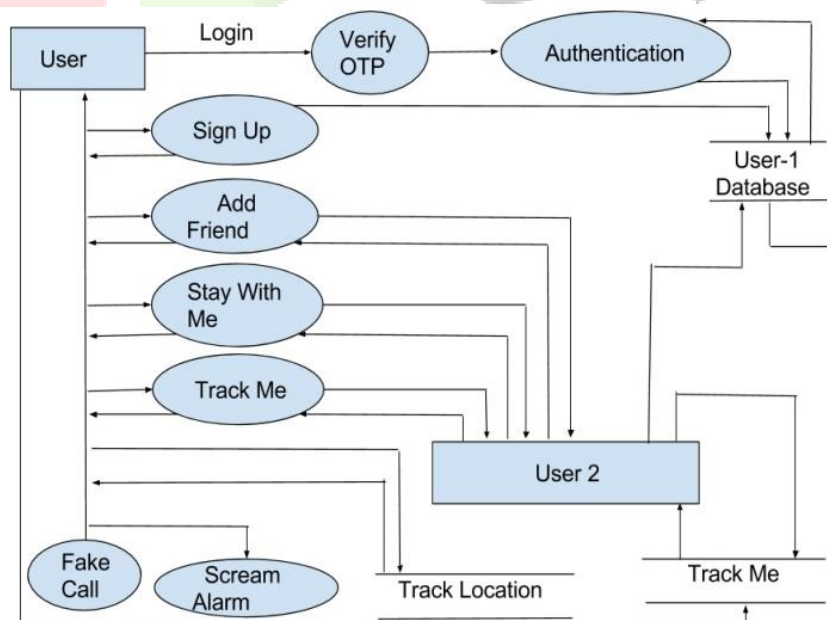 User
Login
Verify
OTP
Authentication
Sign Up
User-1
Database
Add
Friend
Stay With
Me
Track Me
User 2
Fake
Call
Scream
Alarm
Track Location
Track Me